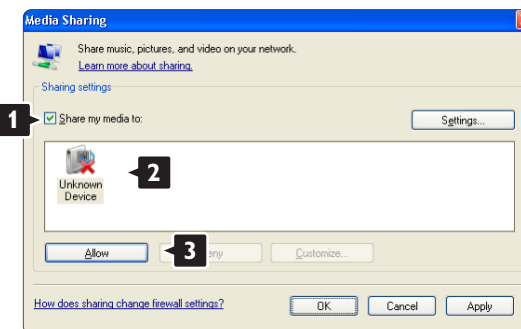 Media Sharing
Share music, pictures, and video on your network.
Learn more about sharing.
Sharing settings
1
Share my media to:
Settings...
Unknown
Device
2
Allow
3
Customize...
How does sharing change firewall settings?
OK
Cancel
Apply